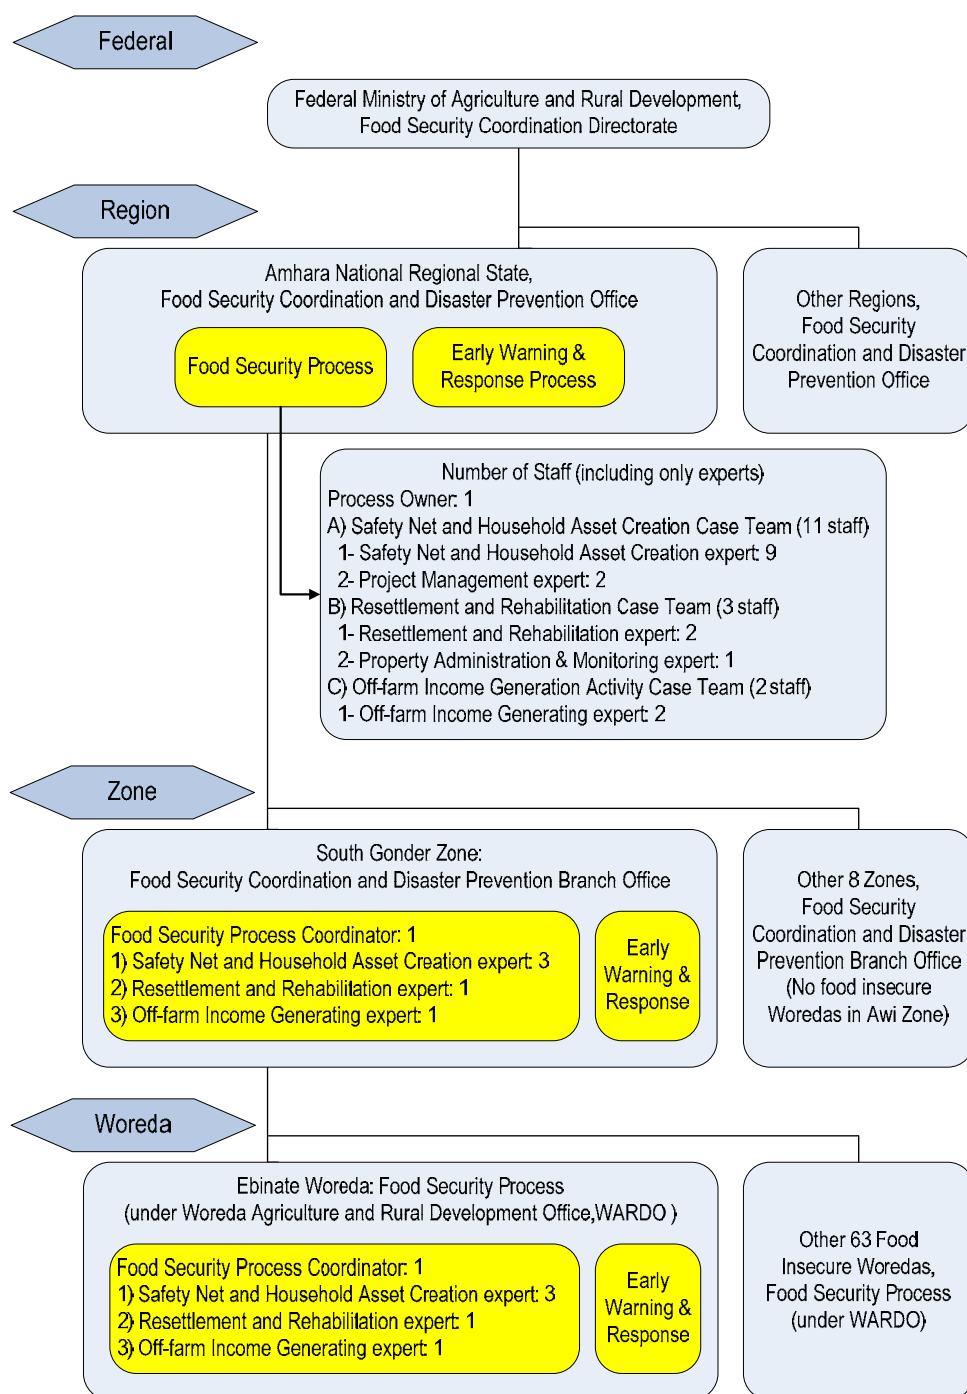 Federal
Federal Ministry of Agriculture and Rural Development,
Food Security Coordination Directorate
Region
Amhara National Regional State,
Food Security Coordination and Disaster Prevention Office
Food Security Process
Early Warning &
Response Process
Other Regions,
Food Security
Coordination and Disaster
Prevention Office
Number of Staff (including only experts)
Process Owner: 1
A) Safety Net and Household Asset Creation Case Team (11 staff)
1- Safety Net and Household Asset Creation expert: 9
2- Project Management expert: 2
B) Resettlement and Rehabilitation Case Team (3 staff)
1- Resettlement and Rehabilitation expert: 2
2- Property Administration & Monitoring expert: 1
C) Off-farm Income Generation Activity Case Team (2 staff)
1- Off-farm Income Generating expert: 2
Zone
South Gonder Zone:
Food Security Coordination and Disaster Prevention Branch Office
Food Security Process Coordinator: 1
1) Safety Net and Household Asset Creation expert: 3
2) Resettlement and Rehabilitation expert: 1
3) Off-farm Income Generating expert: 1
Early
Warning &
Response
Other 8 Zones,
Food Security
Coordination and Disaster
Prevention Branch Office
(No food insecure
Woredas in Awi Zone)
Woreda
Ebinate Woreda: Food Security Process
(under Woreda Agriculture and Rural Development Office,WARDO )
Food Security Process Coordinator: 1
1) Safety Net and Household Asset Creation expert: 3
2) Resettlement and Rehabilitation expert: 1
3) Off-farm Income Generating expert: 1
Early
Warning &
Response
Other 63 Food
Insecure Woredas,
Food Security Process
(under WARDO)